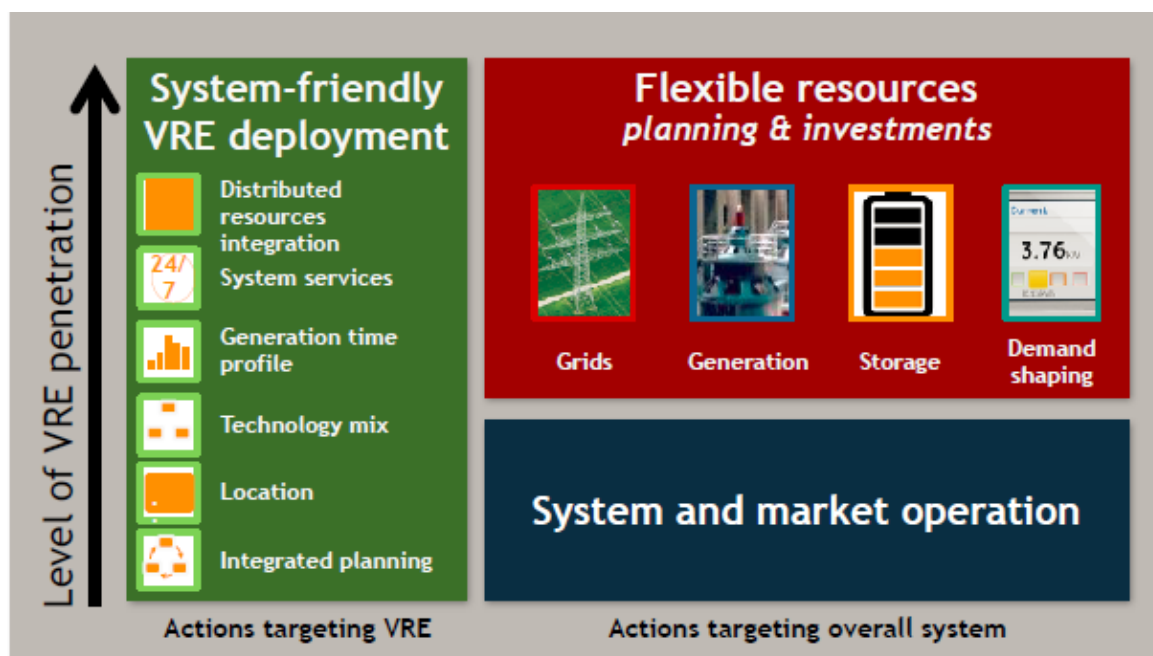 Level of VRE penetration
System-friendly
VRE deployment
Distributed
resources
integration
24/
7
System services
Generation time
profile
Technology mix
Location
Integrated planning
Actions targeting VRE
Flexible resources
planning & investments
Grids
Generation
Storage
Current
3.76
Demand
shaping
System and market operation
Actions targeting overall system